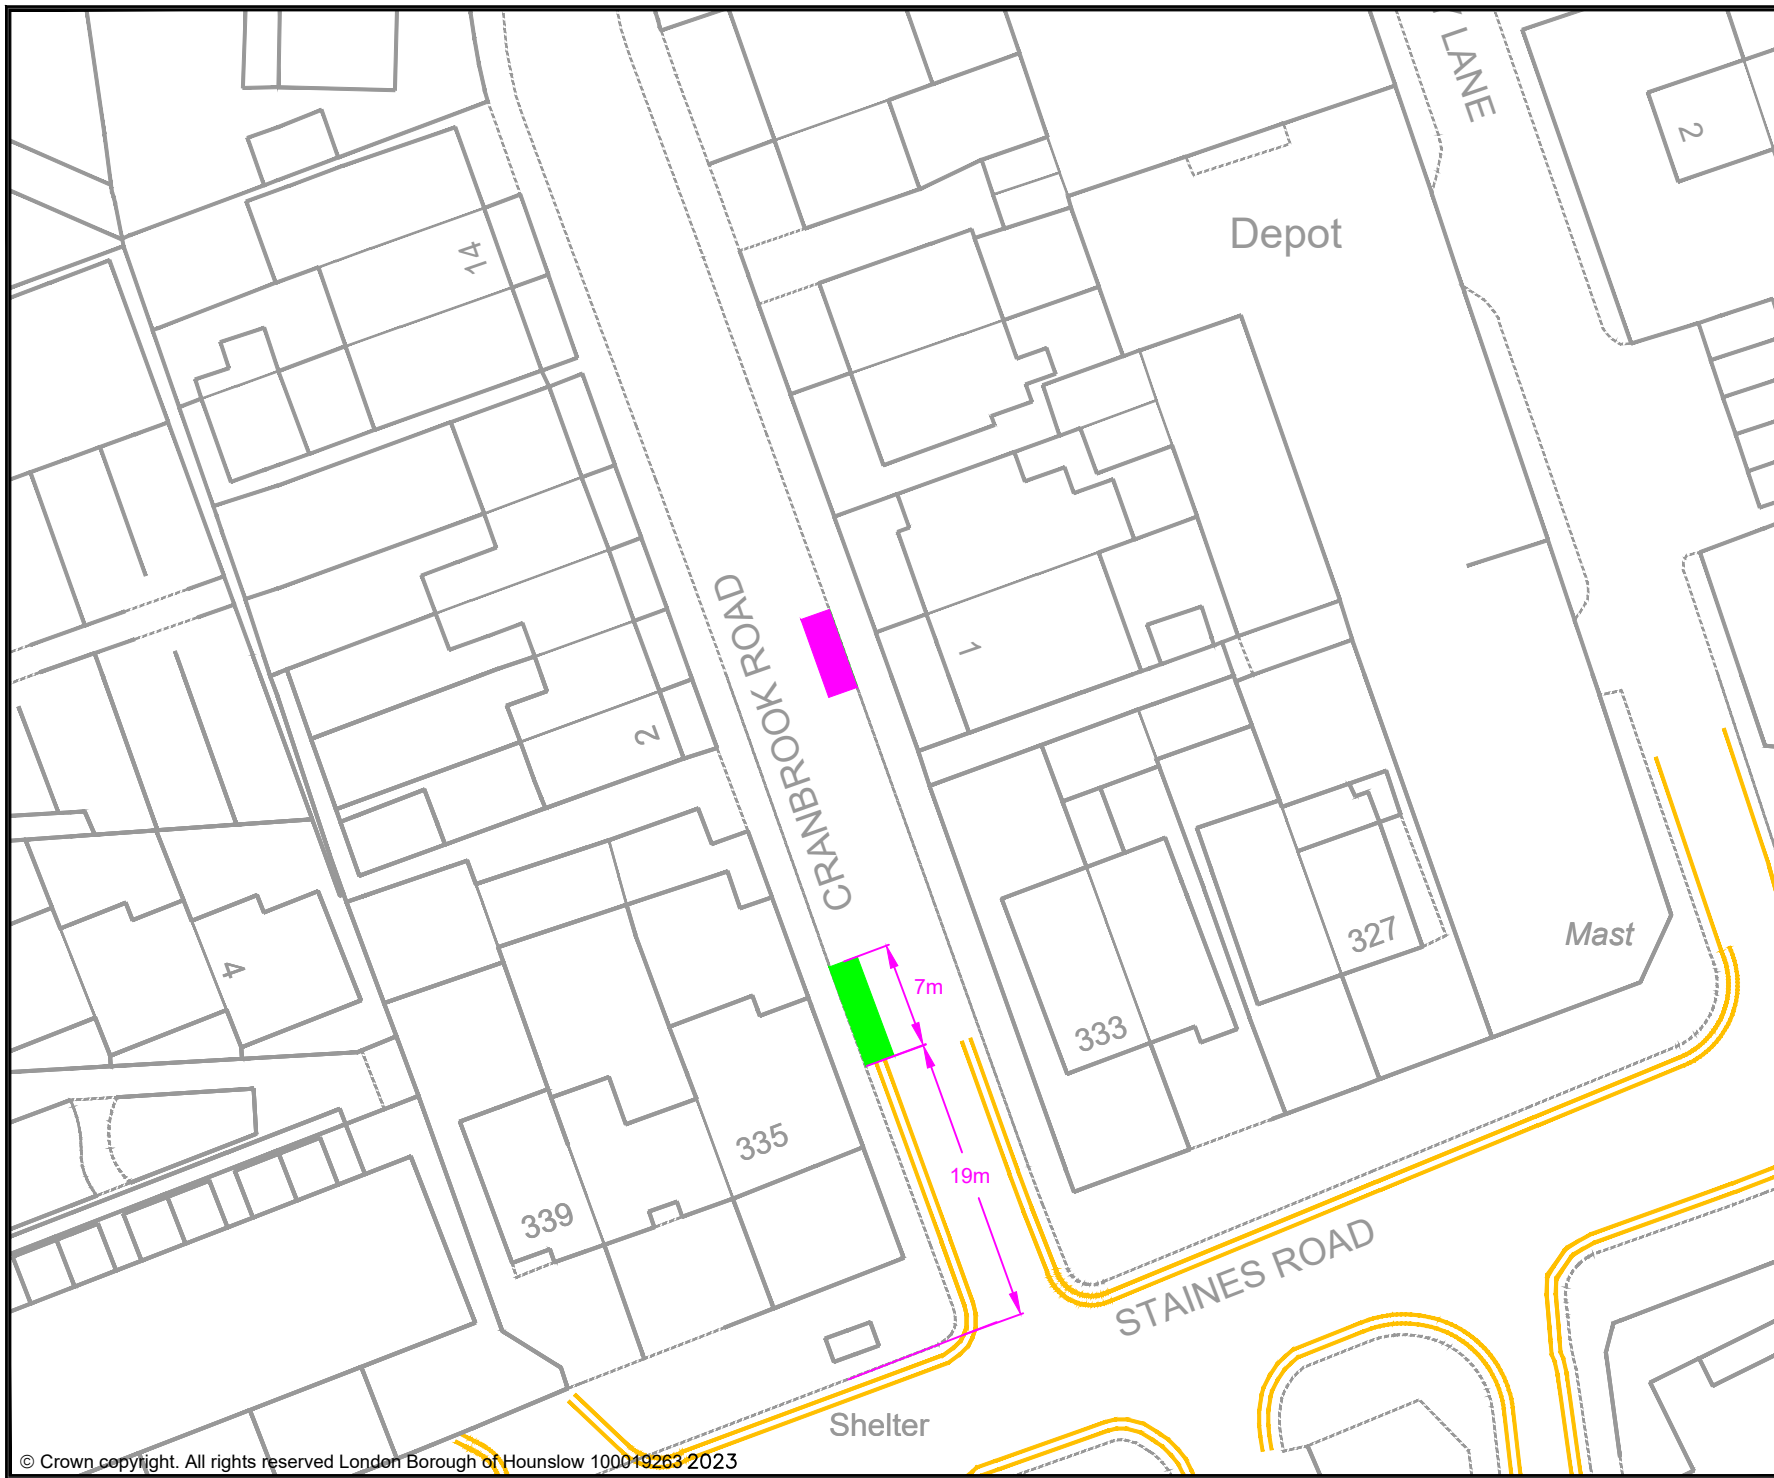 Y LANE
2
Depot
14
CRANBROOK ROAD
1
2
327
Mast
4
7m
333
335
19m
339
STAINES ROAD
Shelter
© Crown copyright. All rights reserved London Borough of Hounslow 100019263 2023